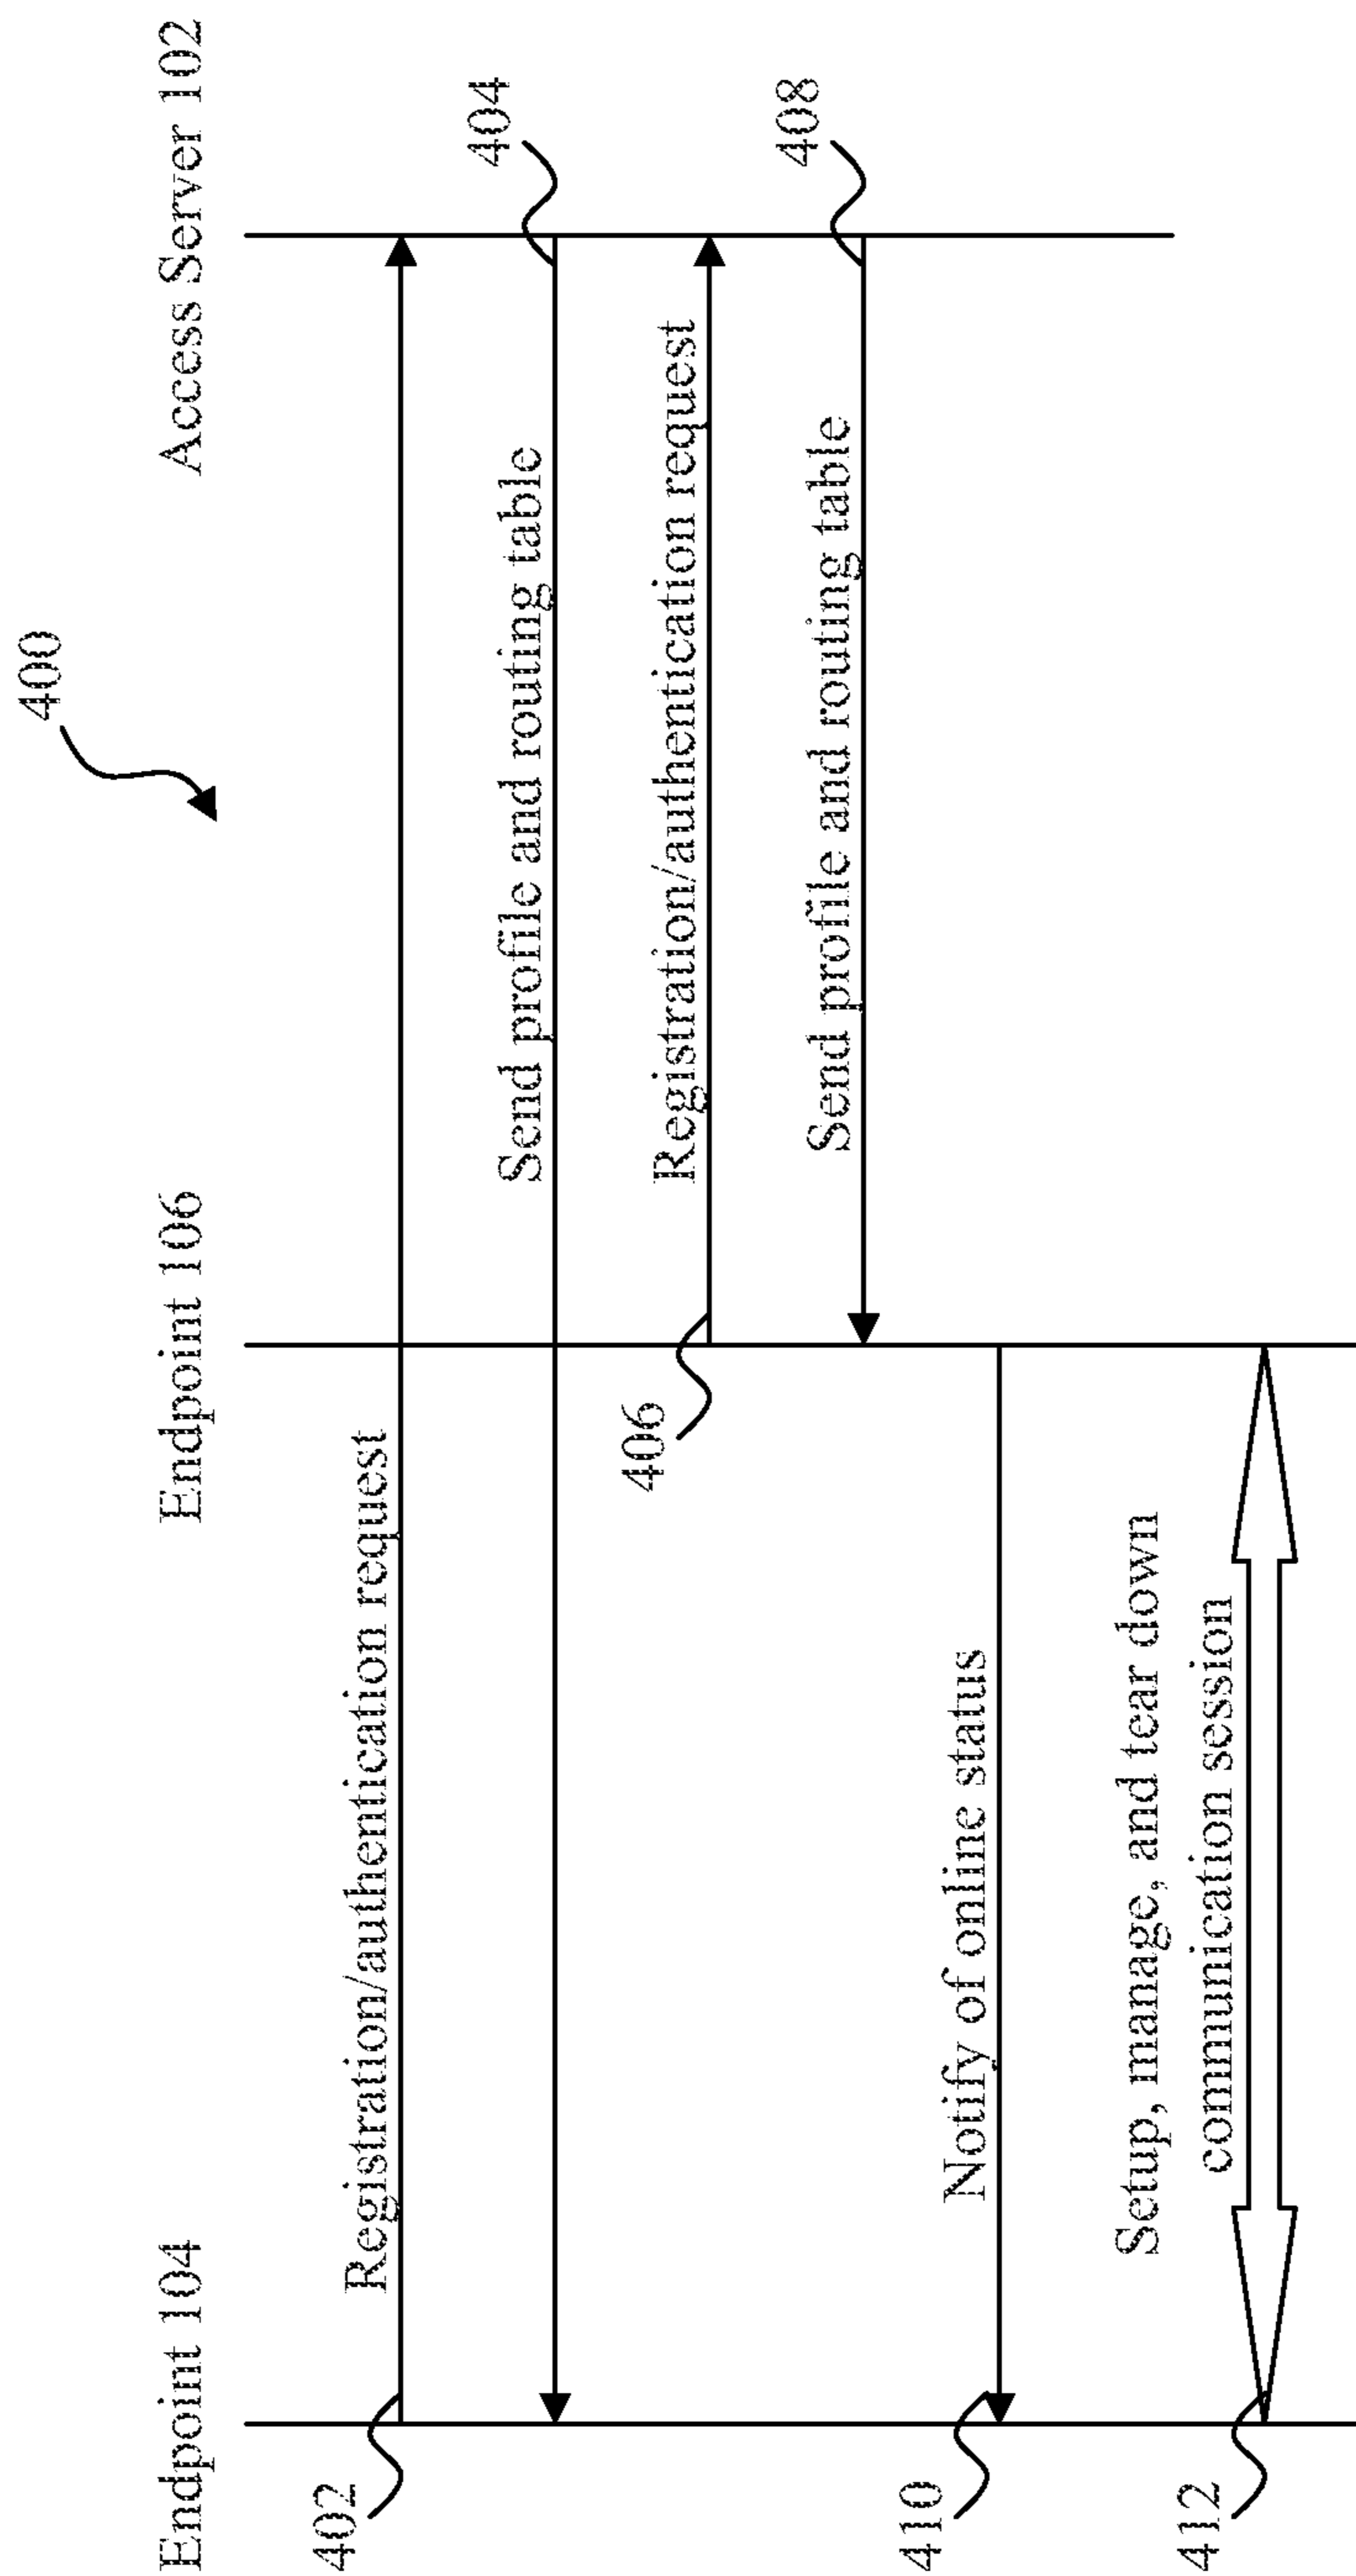 400
Endpoint 104
Endpoint 106
Access Server 102
402
Registration/authentication request
404
Send profile and routing table
406
Registration/authentication request
408
Send profile and routing table
410
Notify of online status
412
Setup, manage, and tear down
communication session